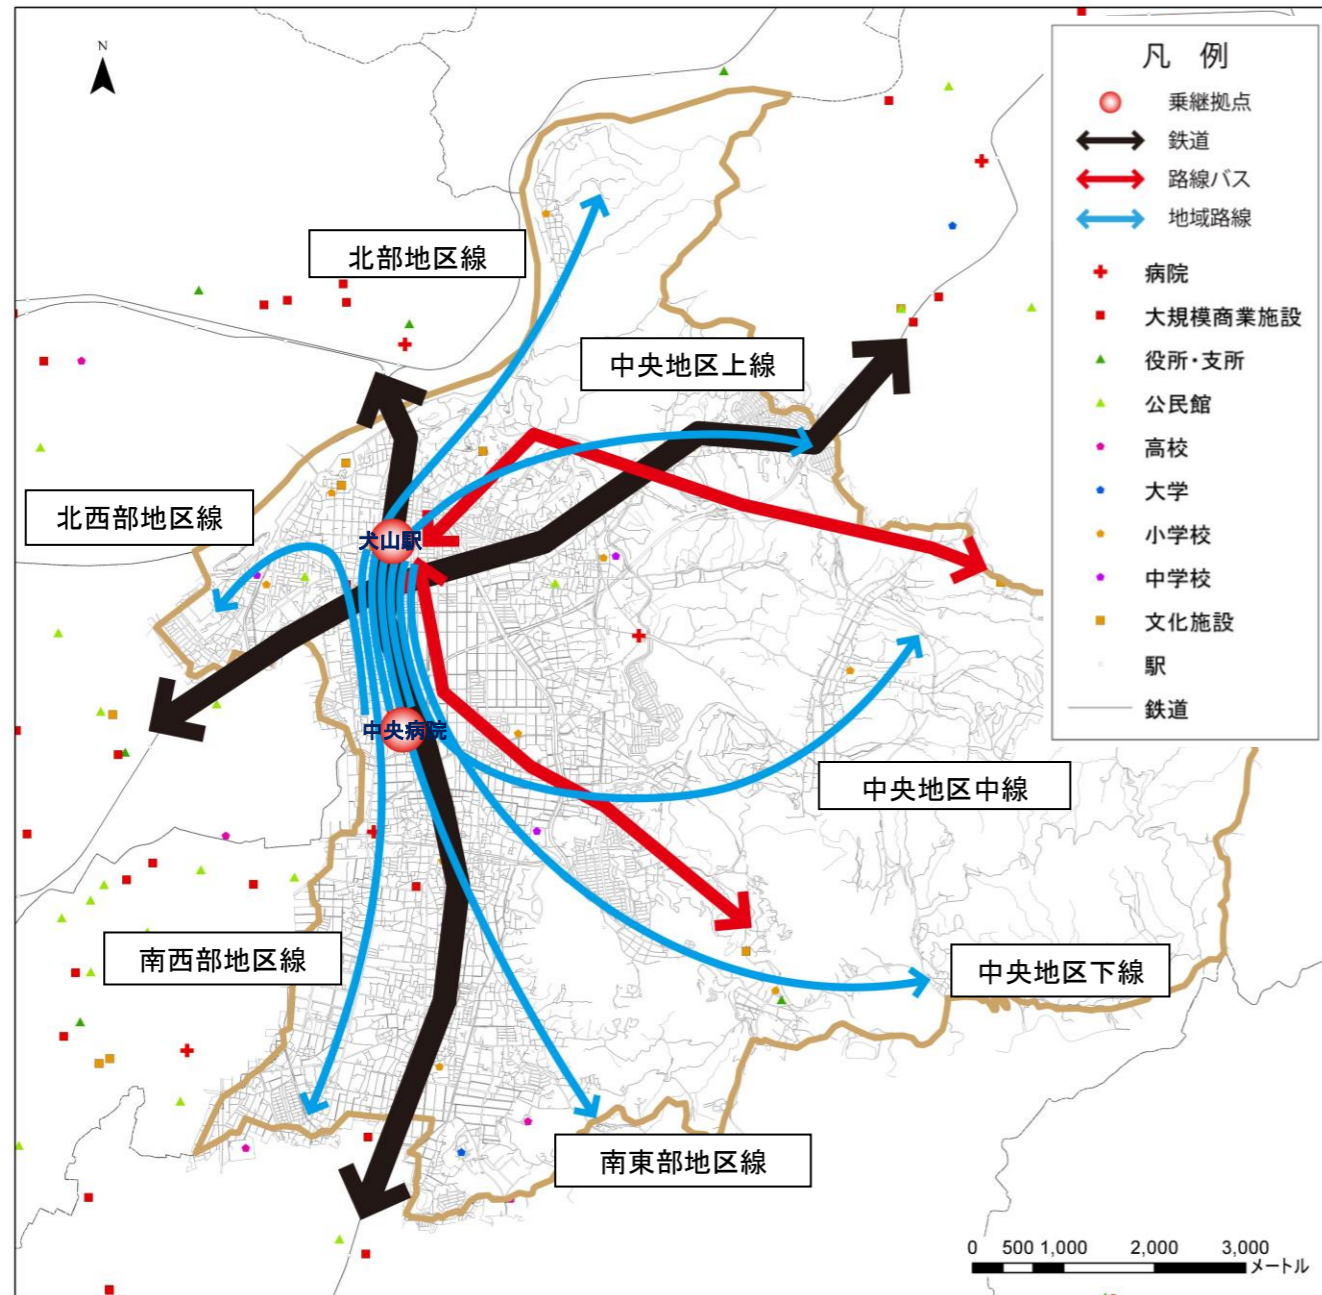 N
凡 例
乗継拠点
鉄道
路線バス
地域路線
病院
大規模商業施設
役所・支所
公民館
高校
大学
小学校
中学校
文化施設
駅
鉄道
北部地区線
中央地区上線
北西部地区線
犬山駅
中央病院
中央地区中線
南西部地区線
中央地区下線
南東部地区線
0 500 1,000 2,000 3,000
メートル